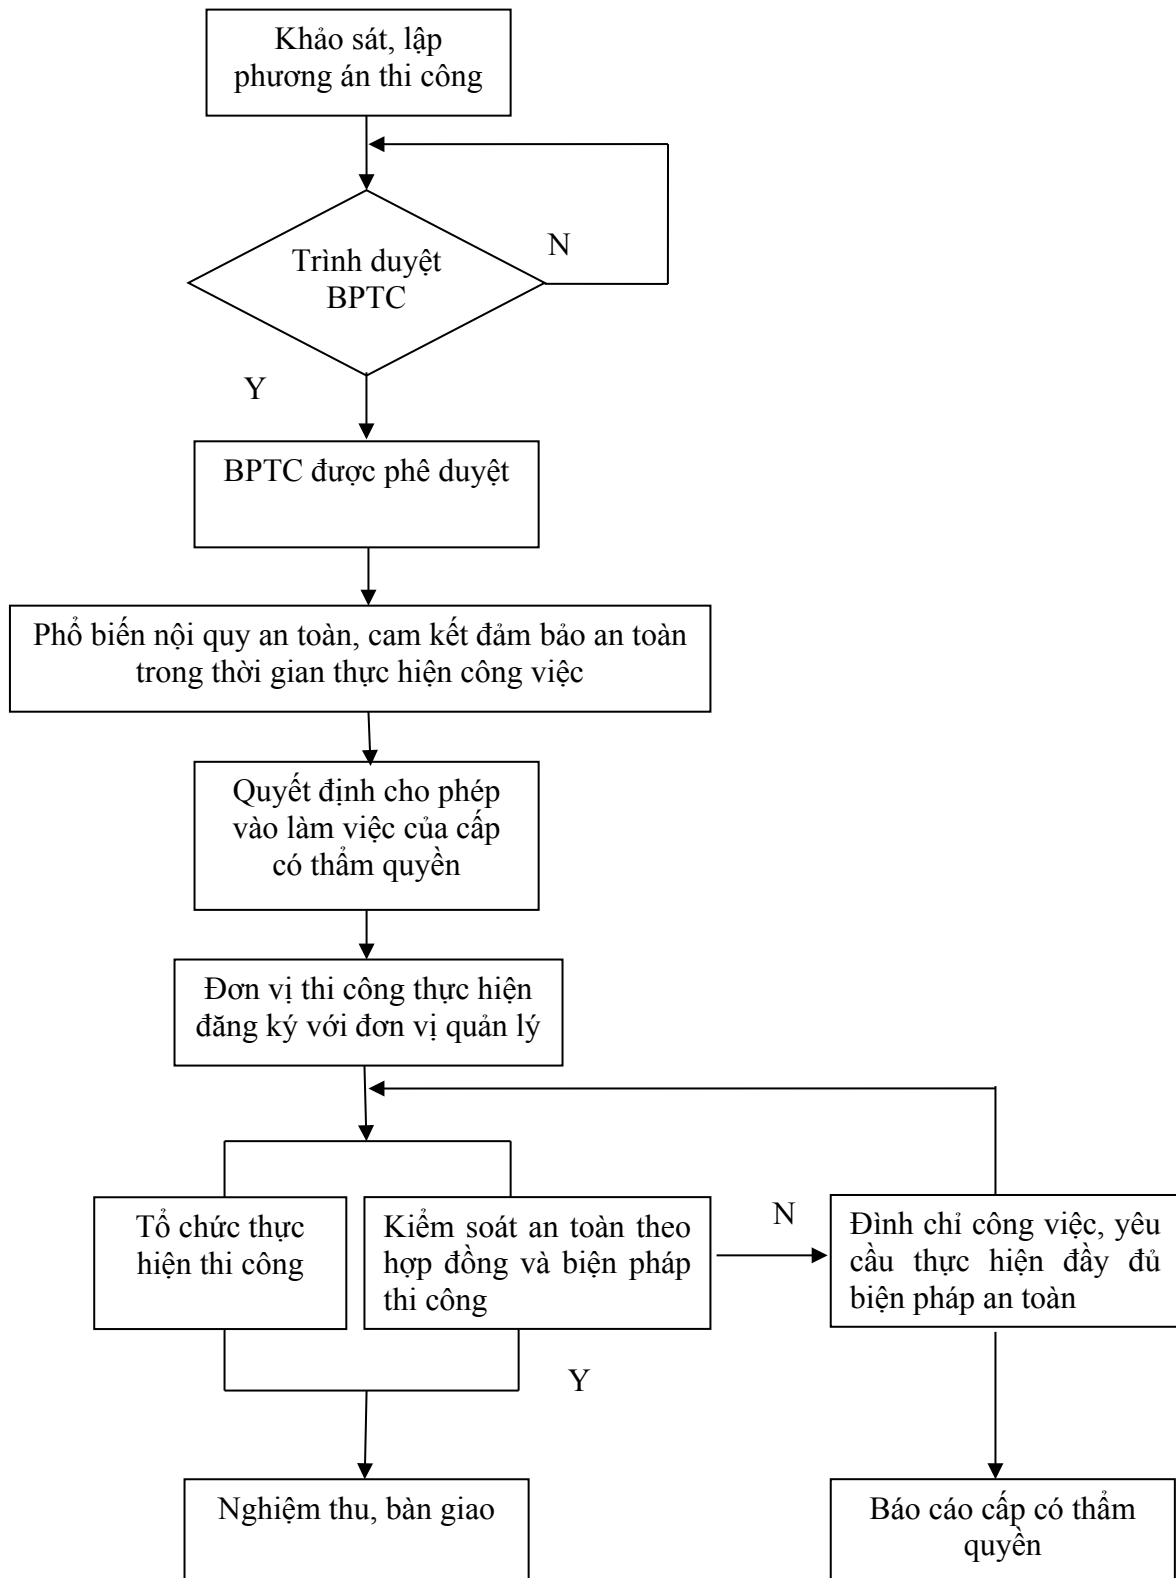 Khảo sát, lập
phương án thi công
Trình duyệt
BPTC
N
Y
BPTC được phê duyệt
Phổ biến nội quy an toàn, cam kết đảm bảo an toàn
trong thời gian thực hiện công việc
Quyết định cho phép
vào làm việc của cấp
có thẩm quyền
Đơn vị thi công thực hiện
đăng ký với đơn vị quản lý
Tổ chức thực
hiện thi công
Kiểm soát an toàn theo
hợp đồng và biện pháp
thi công
N
Đình chỉ công việc, yêu
cầu thực hiện đầy đủ
biện pháp an toàn
Y
Nghiệm thu, bàn giao
Báo cáo cấp có thẩm
quyền